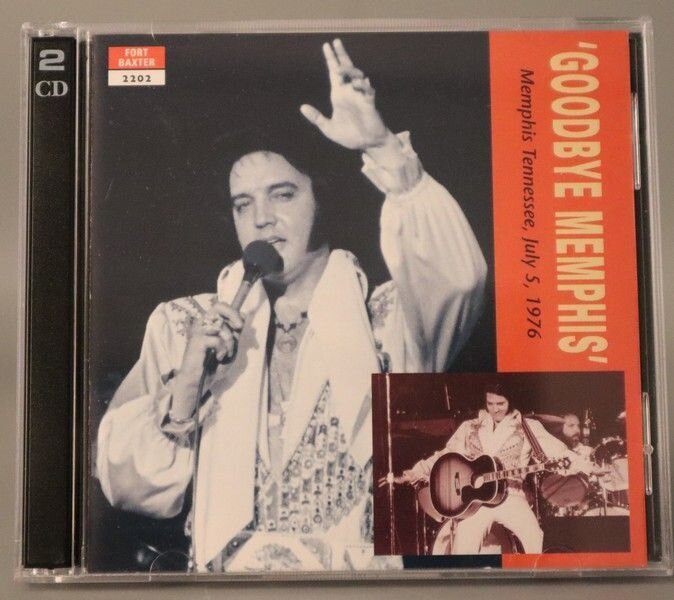 2
CD
FORT
BAXTER
2202
'GOODBYE MEMPHIS'
Memphis Tennessee, July 5, 1976